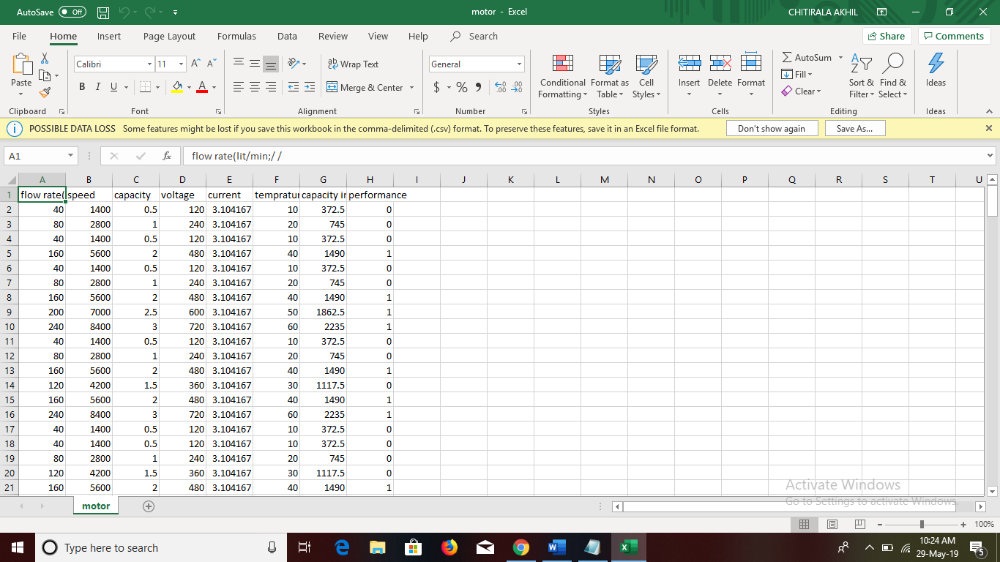 AutoSave Off motor - Excel CHITIRALA AKHIL
File Home Insert Page Layout Formulas Data Review View Help Search Share Comments
Paste Calibri 11 A A ab Wrap Text General Conditional Formatting Format as Table Cell Styles Insert Delete Format AutoSum Fill Clear Sort & Filter Find & Select Ideas
B I U A Merge & Center $ % 9 .00
Clipboard Font Alignment Number Styles Cells Editing Ideas
POSSIBLE DATA LOSS Some features might be lost if you save this workbook in the comma-delimited (.csv) format. To preserve these features, save it in an Excel file format. Don't show again Save As...
A1 fx flow rate(lit/min;/ /
A B C D E F G H I J K L M N O P Q R S T U
1 flow rate( speed capacity voltage current tempratur capacity in performance
2 40 1400 0.5 120 3.104167 10 372.5 0
3 80 2800 1 240 3.104167 20 745 0
4 40 1400 0.5 120 3.104167 10 372.5 0
5 160 5600 2 480 3.104167 40 1490 1
6 40 1400 0.5 120 3.104167 10 372.5 0
7 80 2800 1 240 3.104167 20 745 0
8 160 5600 2 480 3.104167 40 1490 1
9 200 7000 2.5 600 3.104167 50 1862.5 1
10 240 8400 3 720 3.104167 60 2235 1
11 40 1400 0.5 120 3.104167 10 372.5 0
12 80 2800 1 240 3.104167 20 745 0
13 160 5600 2 480 3.104167 40 1490 1
14 120 4200 1.5 360 3.104167 30 1117.5 0
15 160 5600 2 480 3.104167 40 1490 1
16 240 8400 3 720 3.104167 60 2235 1
17 40 1400 0.5 120 3.104167 10 372.5 0
18 40 1400 0.5 120 3.104167 10 372.5 0
19 80 2800 1 240 3.104167 20 745 0
20 120 4200 1.5 360 3.104167 30 1117.5 0
21 160 5600 2 480 3.104167 40 1490 1
Activate Windows
Go to Settings to activate Windows.
motor
100%
Type here to search
10:24 AM
29-May-19
5